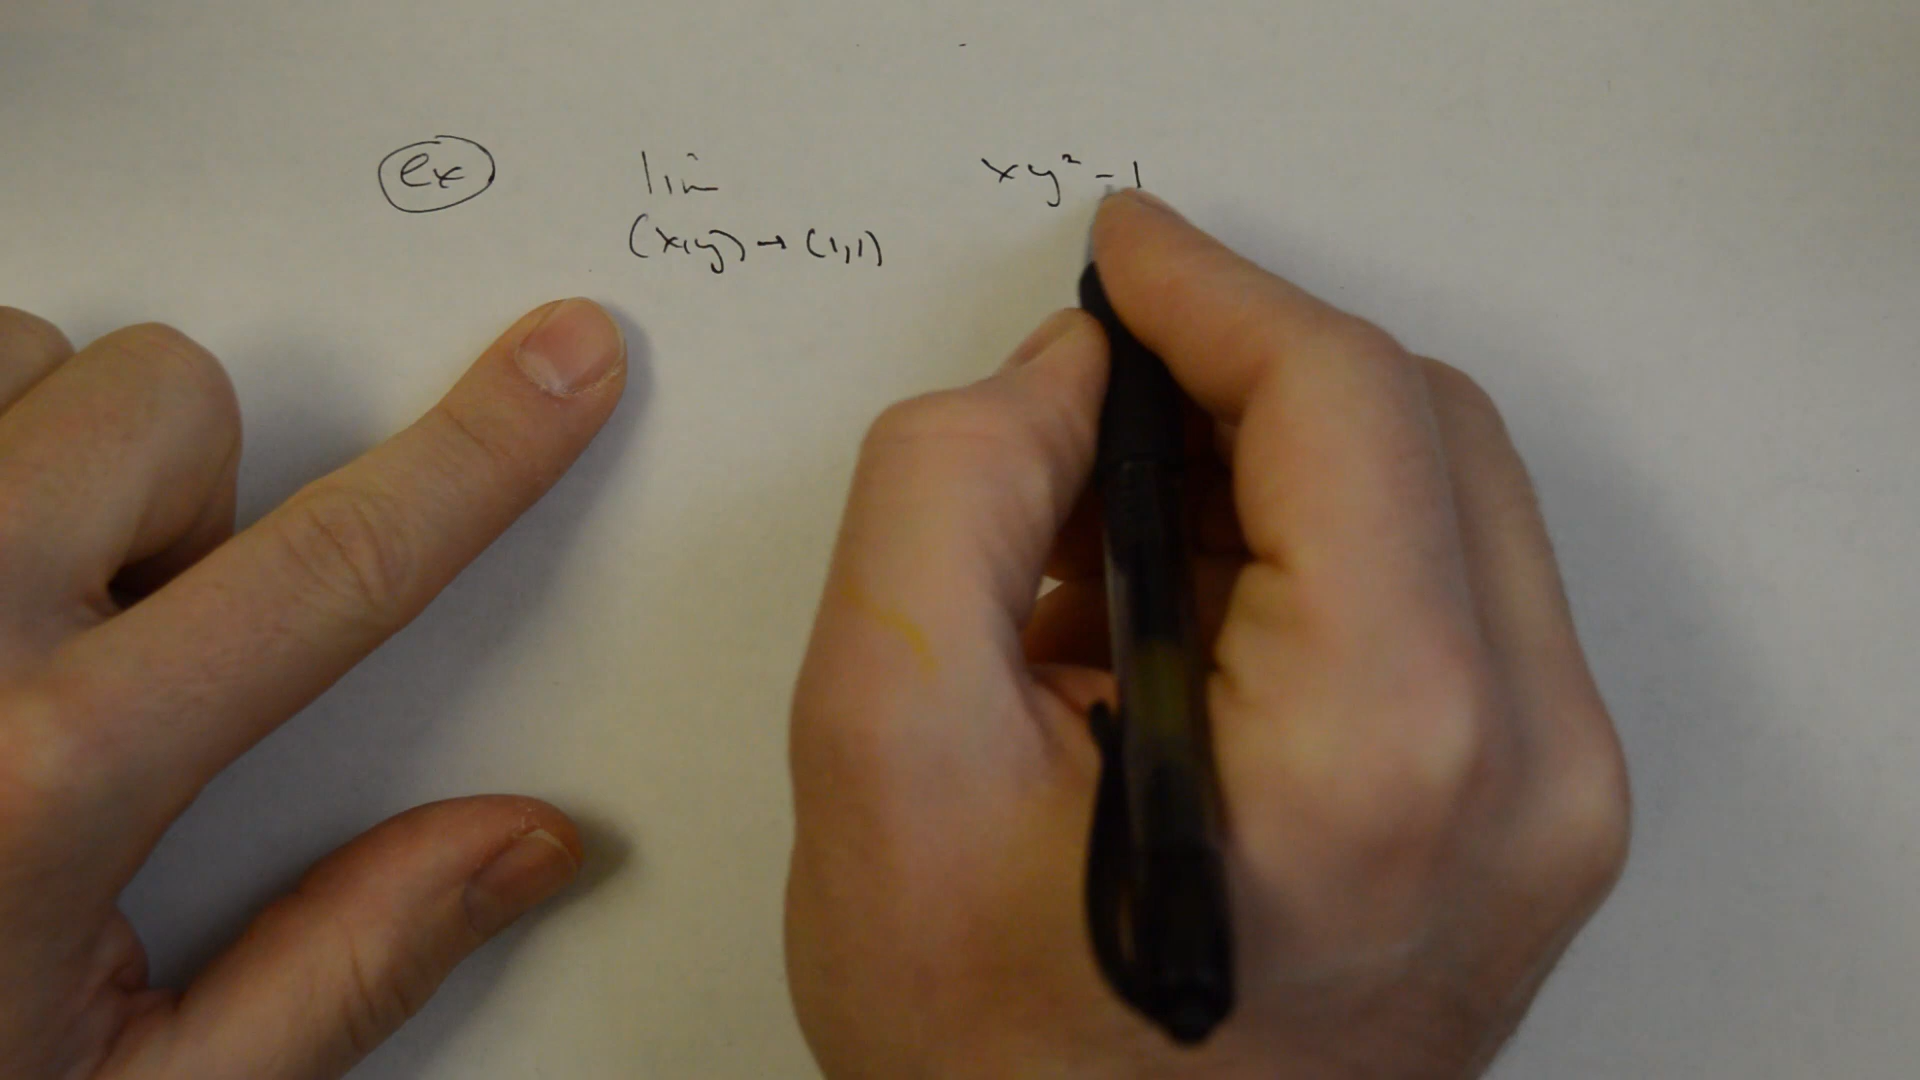 ex lim xy² - 1
(x,y) → (1,1)